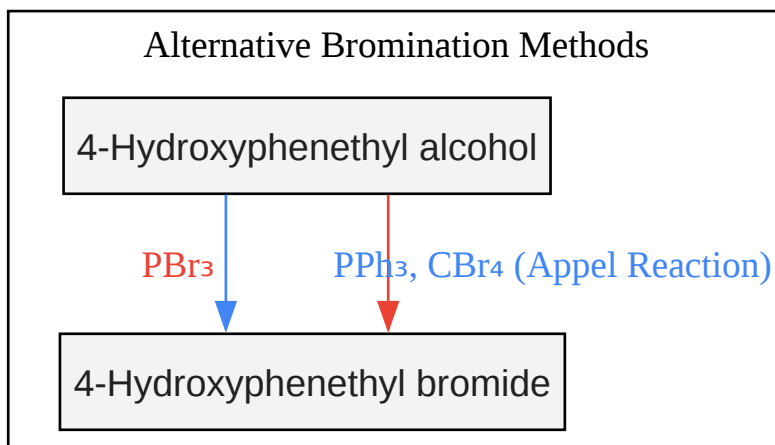 Alternative Bromination Methods
4-Hydroxyphenethyl alcohol
PBr₃
PPh₃, CBr₄ (Appel Reaction)
4-Hydroxyphenethyl bromide